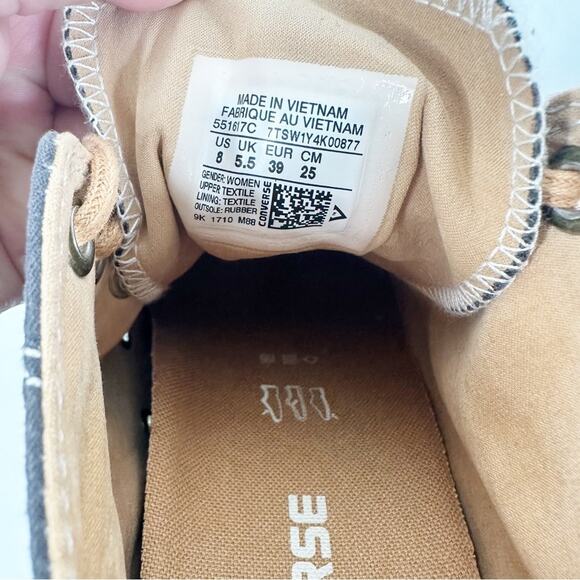 MADE IN VIETNAM
FABRIQUE AU VIETNAM
551617C 7TSW1Y4K00877
US UK EUR CM
8 5.5 39 25
GENDER: WOMEN
UPPER: TEXTILE
LINING: TEXTILE
OUTSOLE: RUBBER
9K 1710 M88
CONVERSE
RSE